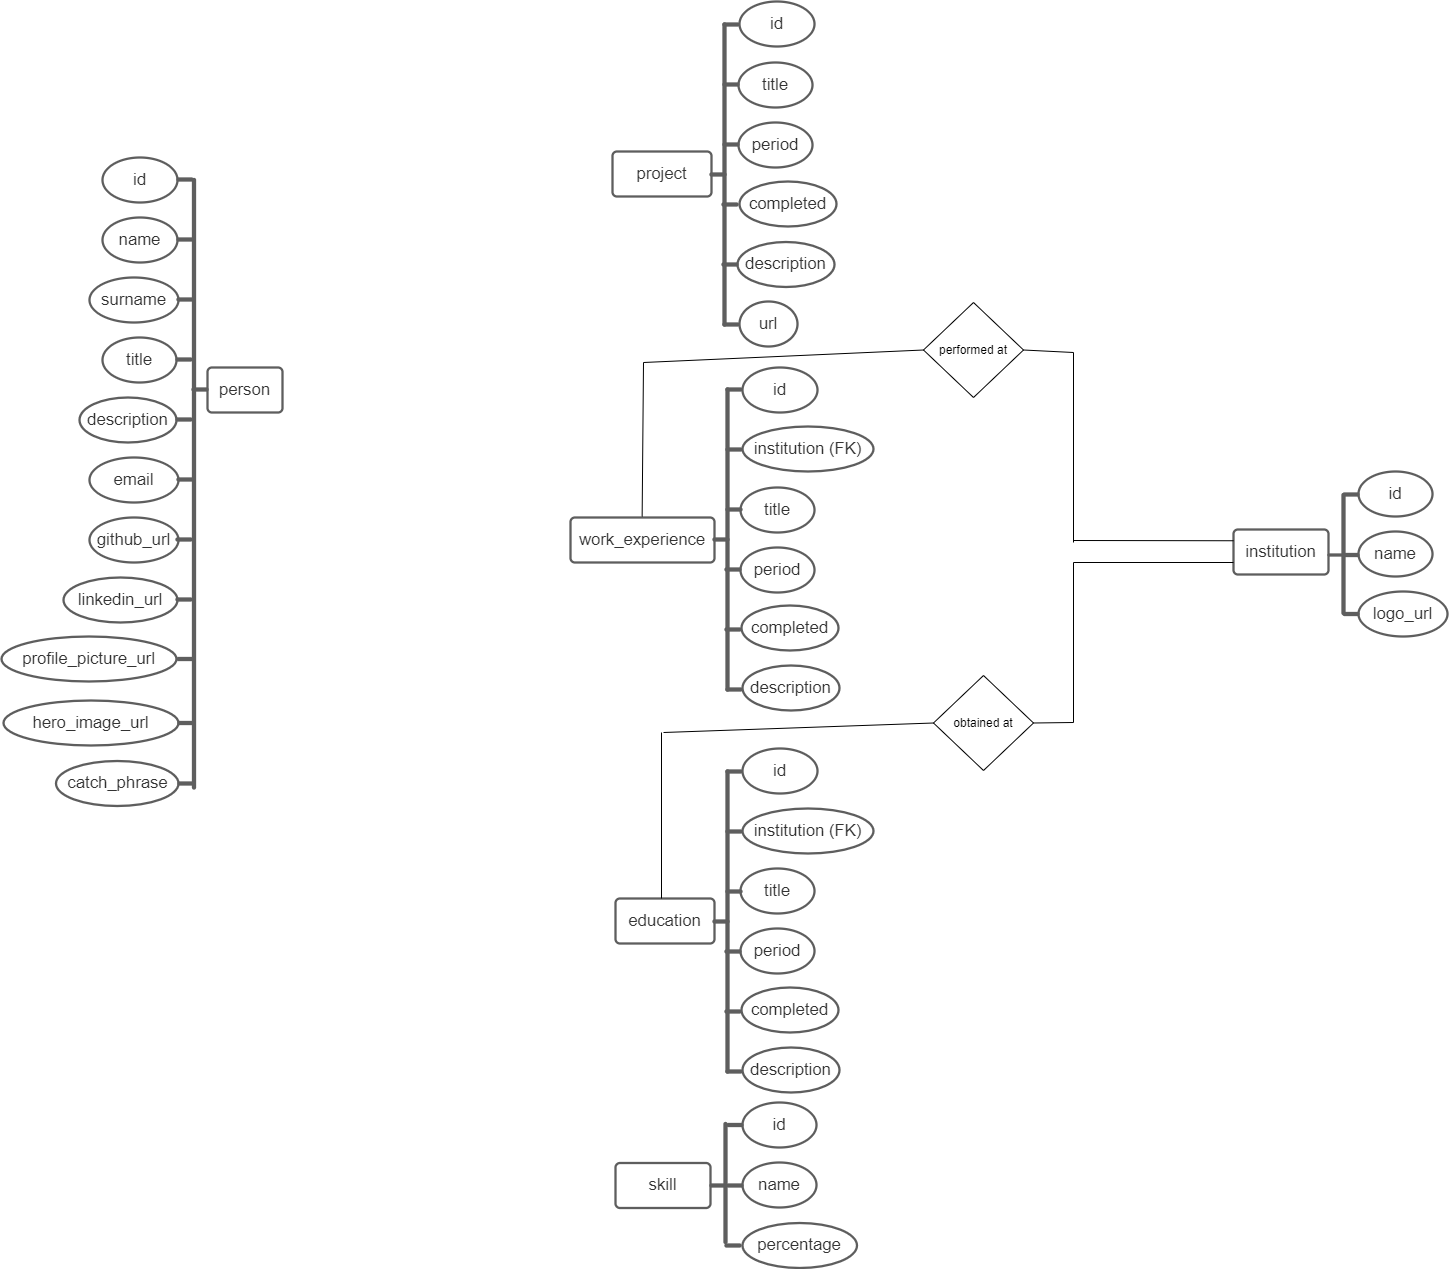 id
name
surname
title
description
email
github_url
linkedin_url
profile_picture_url
hero_image_url
catch_phrase
person
project
id
title
period
completed
description
url
performed at
work_experience
id
institution (FK)
title
period
completed
description
institution
id
name
logo_url
obtained at
education
id
institution (FK)
title
period
completed
description
skill
id
name
percentage